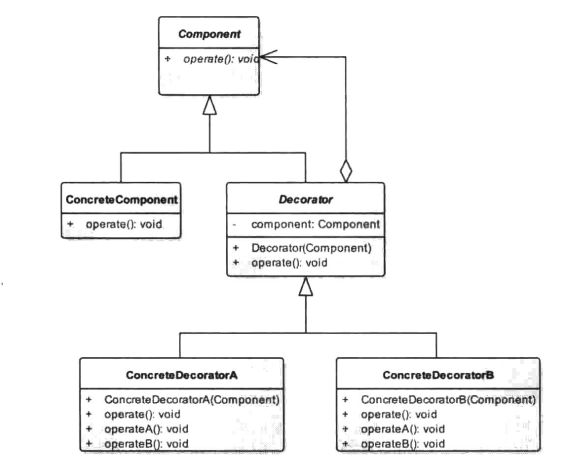 Component
+ operate(): void
ConcreteComponent
+ operate(): void
Decorator
- component: Component
+ Decorator(Component)
+ operate(): void
ConcreteDecoratorA
+ ConcreteDecoratorA(Component)
+ operate(): void
+ operateA(): void
+ operateB(): void
ConcreteDecoratorB
+ ConcreteDecoratorB(Component)
+ operate(): void
+ operateA(): void
+ operateB(): void